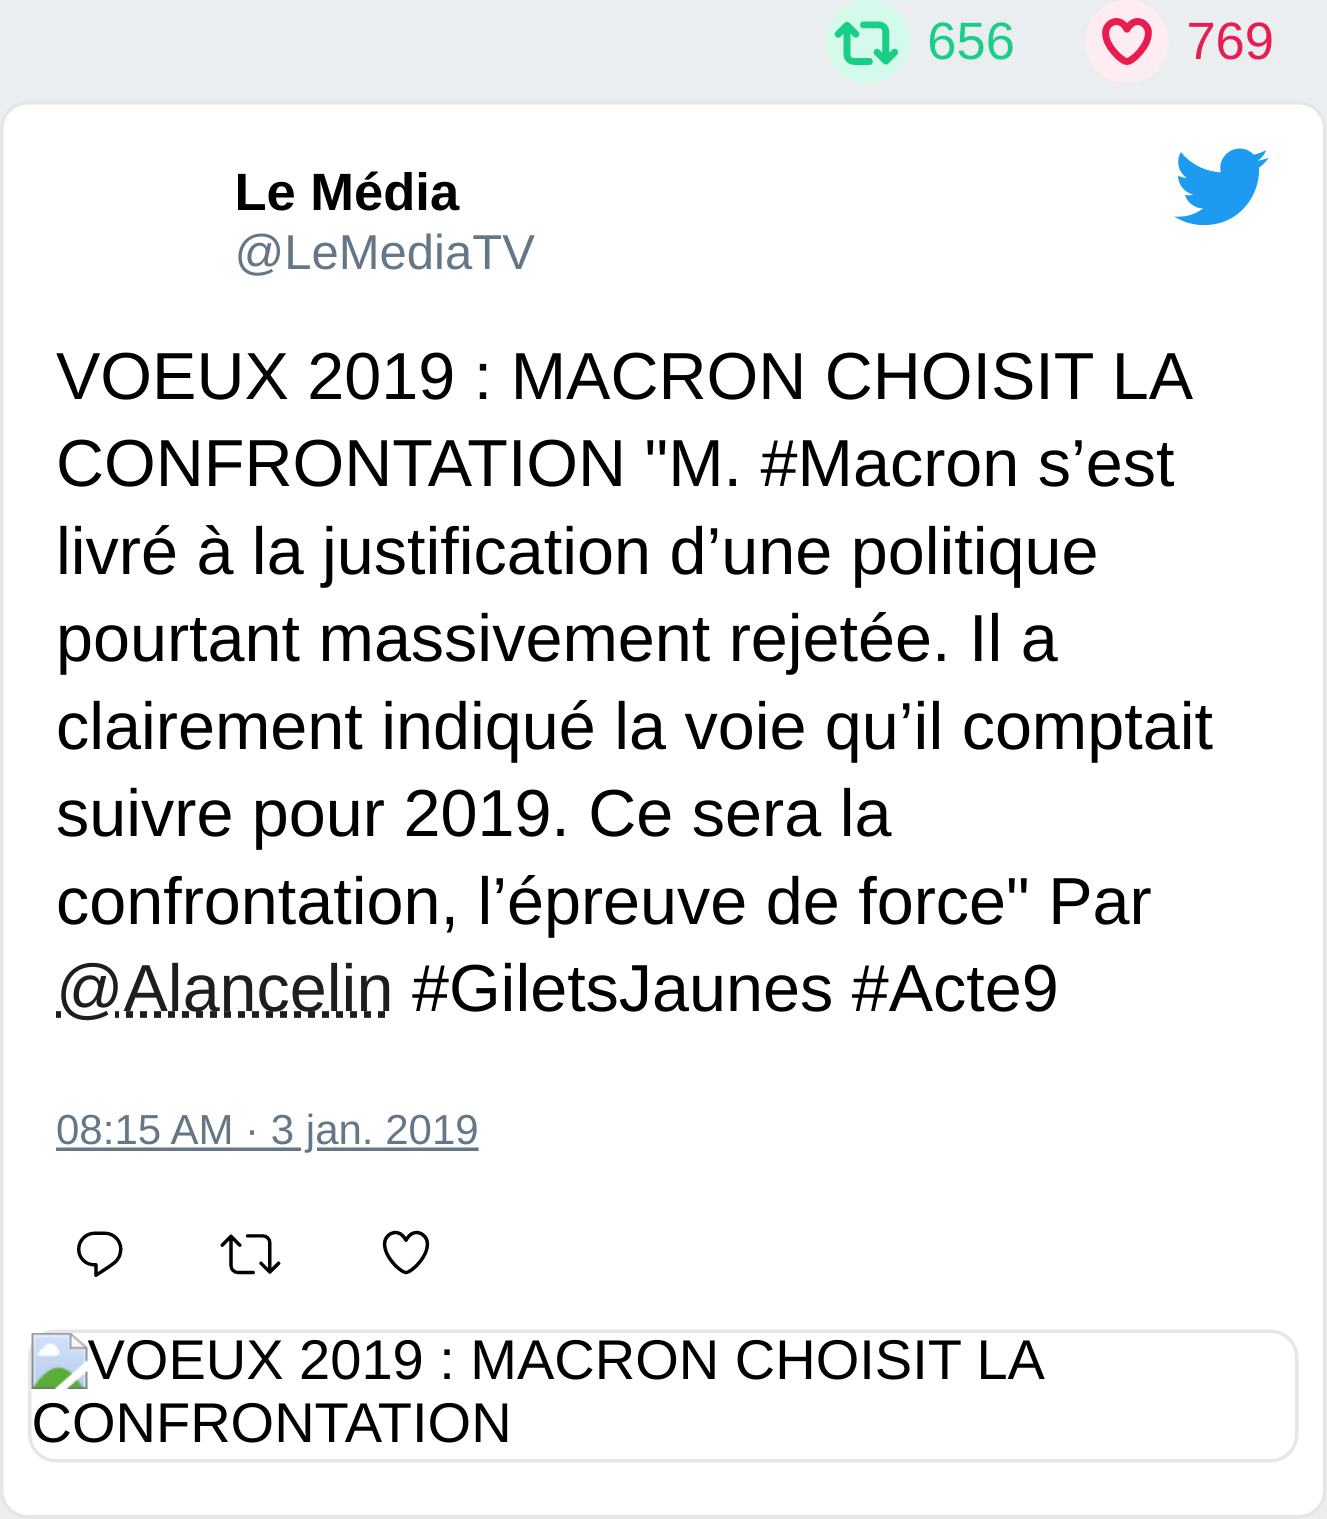 656 769
Le Média
@LeMediaTV
VOEUX 2019 : MACRON CHOISIT LA
CONFRONTATION "M. #Macron s’est
livré à la justification d’une politique
pourtant massivement rejetée. Il a
clairement indiqué la voie qu’il comptait
suivre pour 2019. Ce sera la
confrontation, l’épreuve de force" Par
@Alancelin #GiletsJaunes #Acte9
08:15 AM · 3 jan. 2019
VOEUX 2019 : MACRON CHOISIT LA
CONFRONTATION